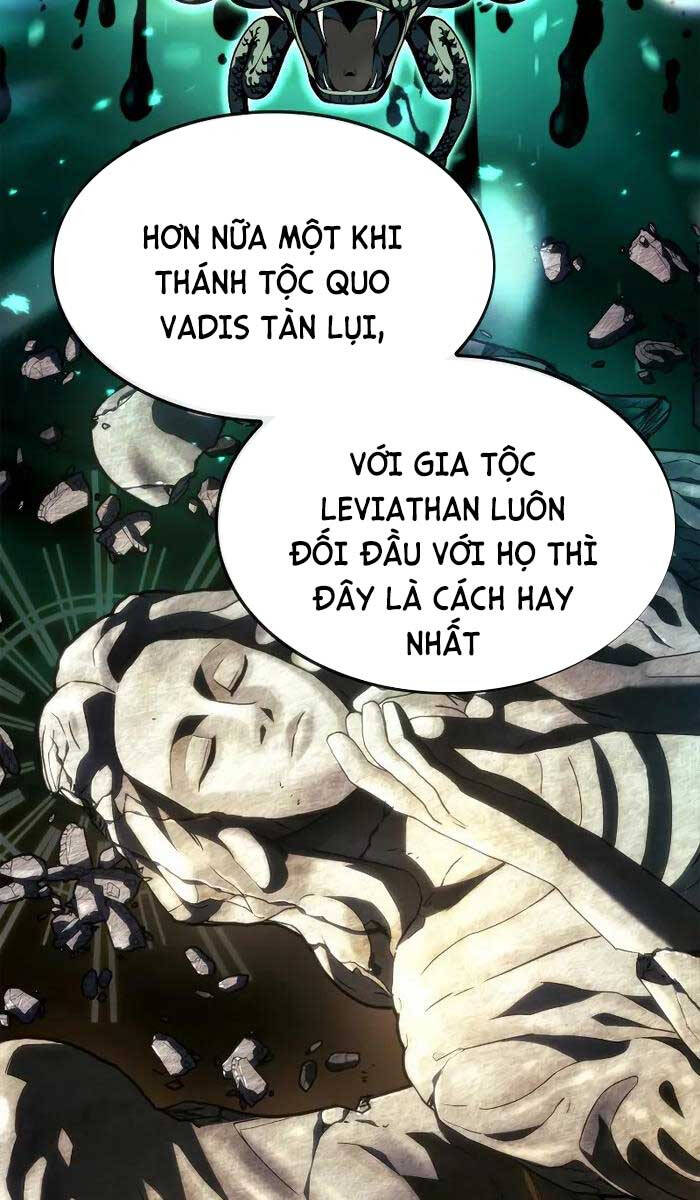 HƠN NỮA MỘT KHI
THÁNH TỘC QUO
VADIS TÀN LỤI,
VỚI GIA TỘC
LEVIATHAN LUÔN
ĐỐI ĐẦU VỚI HỌ THÌ
ĐÂY LÀ CÁCH HAY
NHẤT